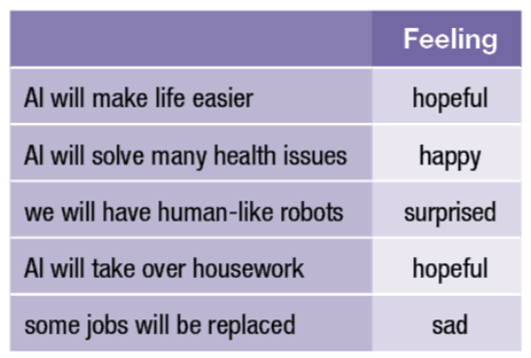 Feeling
AI will make life easier hopeful
AI will solve many health issues happy
we will have human-like robots surprised
AI will take over housework hopeful
some jobs will be replaced sad